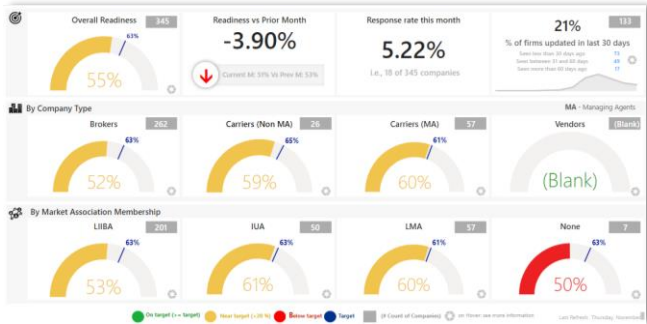 Overall Readiness 345
63%
55%
Readiness vs Prior Month
-3.90%
Current M: 51% Vs Prev M: 53%
Response rate this month
5.22%
i.e., 18 of 345 companies
21% 133
% of firms updated in last 30 days
Seen less than 30 days ago 73
Seen between 31 and 60 days
Seen more than 60 days ago
By Company Type
MA - Managing Agents
Brokers 262
63%
52%
Carriers (Non MA) 26
65%
59%
Carriers (MA) 57
61%
60%
Vendors (Blank)
(Blank)
By Market Association Membership
LIIBA 201
63%
53%
IUA 50
63%
61%
LMA 57
61%
60%
None 7
63%
50%
On target (>= target) Near target (<20 %) Below target Target (# Count of Companies) on Hover: see more information Last Refresh: Thursday, November